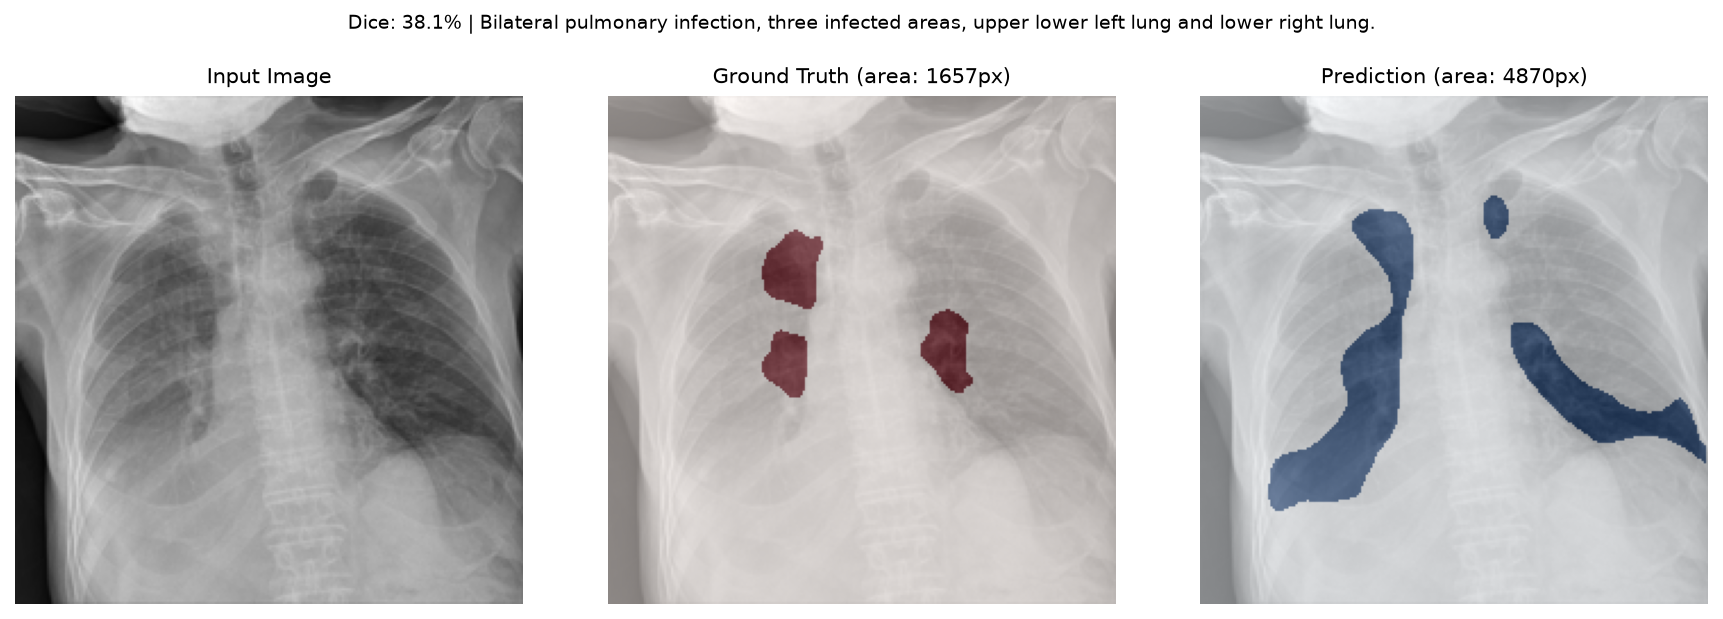 Dice: 38.1% | Bilateral pulmonary infection, three infected areas, upper lower left lung and lower right lung.
Input Image
Ground Truth (area: 1657px)
Prediction (area: 4870px)